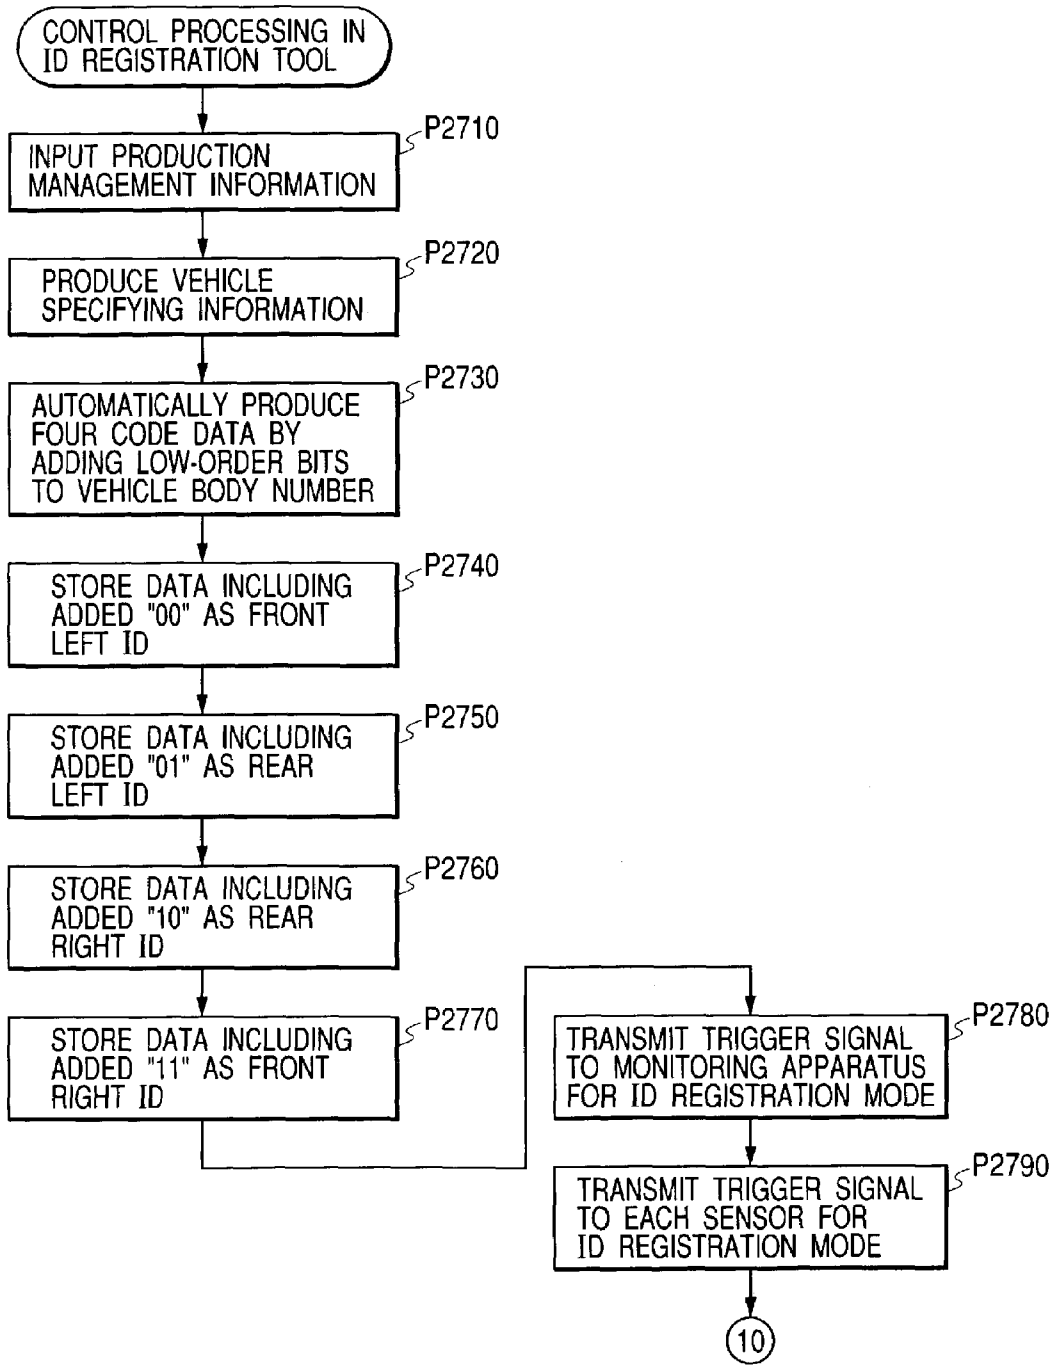 CONTROL PROCESSING IN
ID REGISTRATION TOOL
P2710
INPUT PRODUCTION
MANAGEMENT INFORMATION
P2720
PRODUCE VEHICLE
SPECIFYING INFORMATION
P2730
AUTOMATICALLY PRODUCE
FOUR CODE DATA BY
ADDING LOW-ORDER BITS
TO VEHICLE BODY NUMBER
P2740
STORE DATA INCLUDING
ADDED "00" AS FRONT
LEFT ID
P2750
STORE DATA INCLUDING
ADDED "01" AS REAR
LEFT ID
P2760
STORE DATA INCLUDING
ADDED "10" AS REAR
RIGHT ID
P2770
STORE DATA INCLUDING
ADDED "11" AS FRONT
RIGHT ID
P2780
TRANSMIT TRIGGER SIGNAL
TO MONITORING APPARATUS
FOR ID REGISTRATION MODE
P2790
TRANSMIT TRIGGER SIGNAL
TO EACH SENSOR FOR
ID REGISTRATION MODE
10